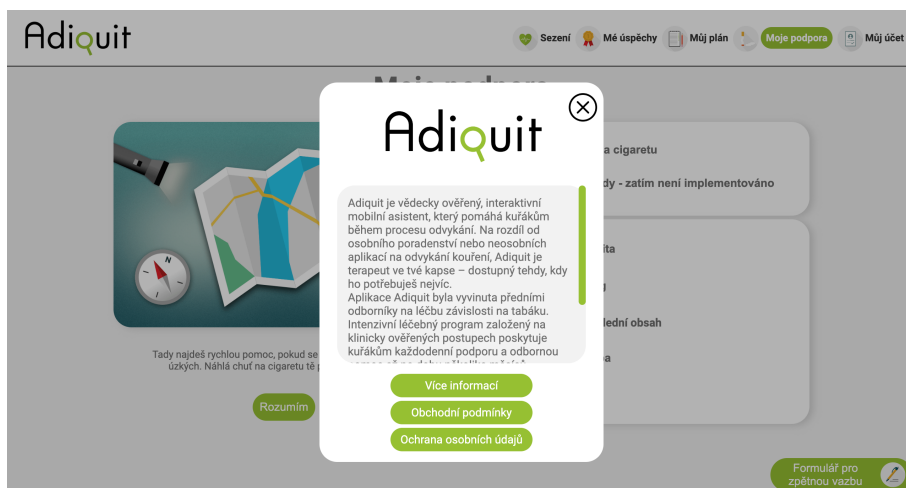 Adiquit
Sezení
Mé úspěchy
Můj plán
Moje podpora
Můj účet
Moje podpora
N
Tady najdeš rychlou pomoc, pokud se
úzkých. Náhlá chuť na cigaretu tě
Rozumím
a cigaretu
dy - zatím není implementováno
ita
lední obsah
a
Adiquit
Adiquit je vědecky ověřený, interaktivní
mobilní asistent, který pomáhá kuřákům
během procesu odvykání. Na rozdíl od
osobního poradenství nebo neosobních
aplikací na odvykání kouření, Adiquit je
terapeut ve tvé kapse – dostupný tehdy, kdy
ho potřebuješ nejvíc.
Aplikace Adiquit byla vyvinuta předními
odborníky na léčbu závislosti na tabáku.
Intenzivní léčebný program založený na
klinicky ověřených postupech poskytuje
kuřákům každodenní podporu a odbornou
Více informací
Obchodní podmínky
Ochrana osobních údajů
Formulář pro
zpětnou vazbu